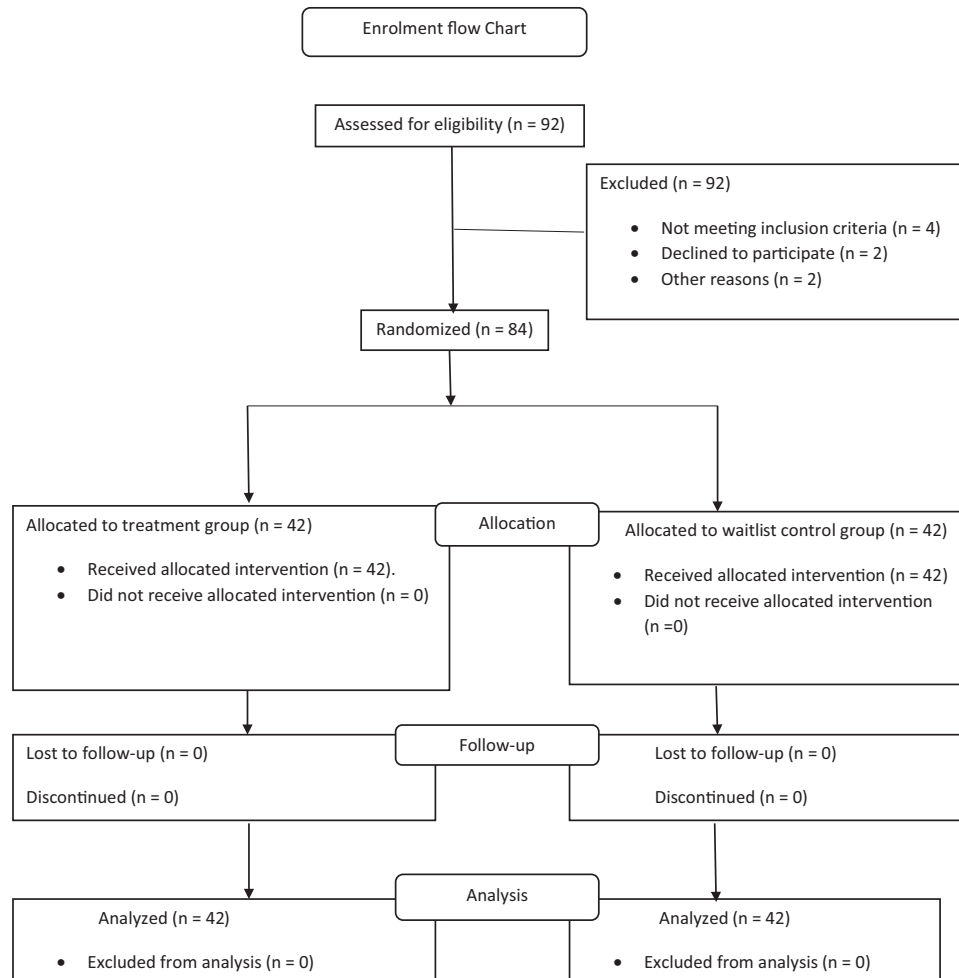 Enrolment flow Chart
Assessed for eligibility (n = 92)
Excluded (n = 92)
• Not meeting inclusion criteria (n = 4)
• Declined to participate (n = 2)
• Other reasons (n = 2)
Randomized (n = 84)
Allocation
Allocated to treatment group (n = 42)
• Received allocated intervention (n = 42).
• Did not receive allocated intervention (n = 0)
Allocated to waitlist control group (n = 42)
• Received allocated intervention (n = 42)
• Did not receive allocated intervention
(n =0)
Follow-up
Lost to follow-up (n = 0)
Discontinued (n = 0)
Lost to follow-up (n = 0)
Discontinued (n = 0)
Analysis
Analyzed (n = 42)
• Excluded from analysis (n = 0)
Analyzed (n = 42)
• Excluded from analysis (n = 0)